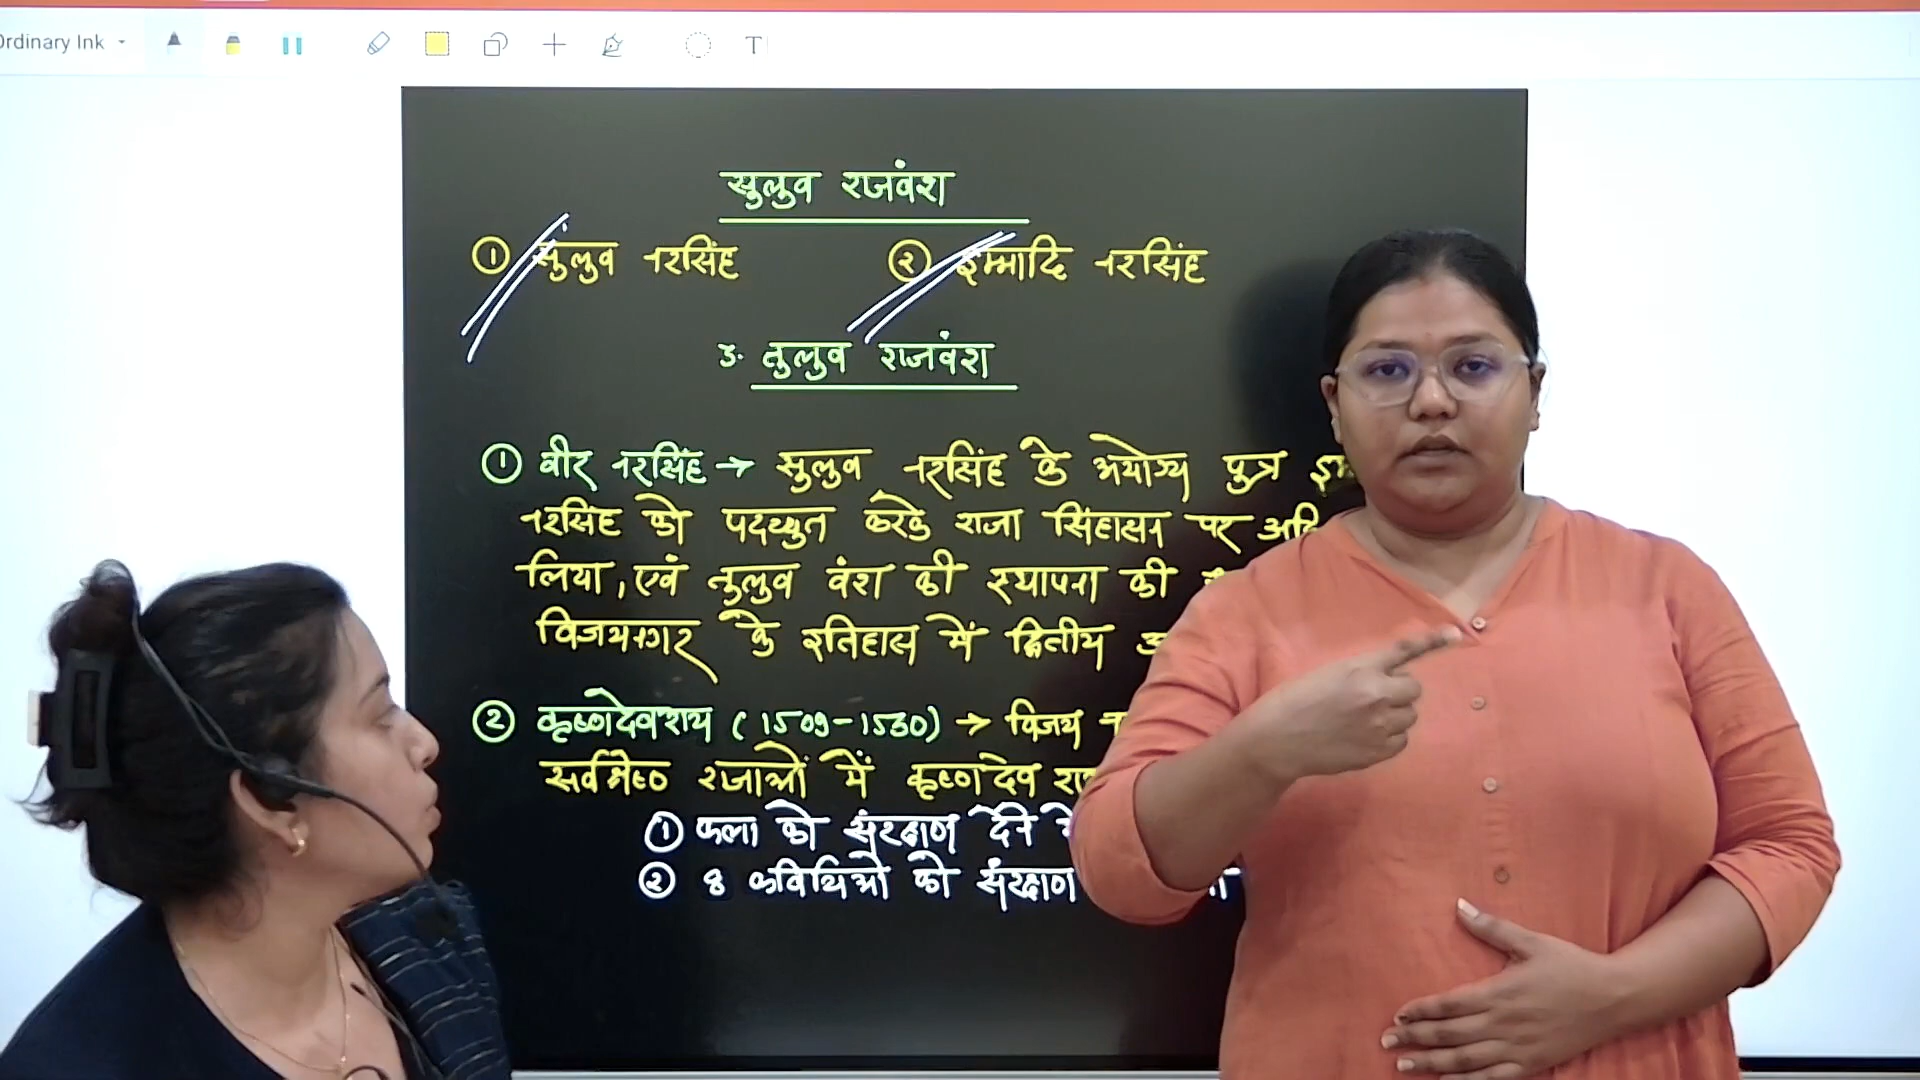 Ordinary Ink
T
सुलुव राजवंश
① सुलुव नरसिंह ② इम्मादि नरसिंह
3. तुलुव राजवंश
① वीर नरसिंह → सुलुव नरसिंह के अयोग्य पुत्र
नरसिंह को पदच्युत करके राजा सिंहासन पर
लिया, एवं तुलुव वंश की स्थापना की
विजयनगर के इतिहास में द्वितीय
② कृष्णदेवराय (1509-1530) → विजय
सर्वश्रेष्ठ राजाओं में कृष्णदेव
① कला को संरक्षण देने
② 8 कवियिओ को संरक्षण